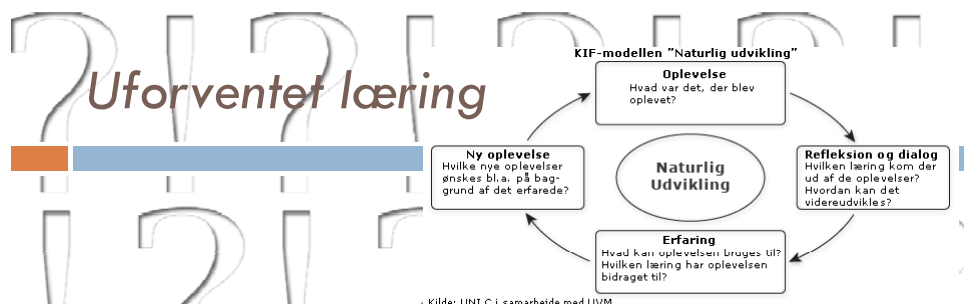 Uforventet læring
KIF-modellen "Naturlig udvikling"
Oplevelse
Hvad var det, der blev
oplevet?
Ny oplevelse
Hvilke nye oplevelser
ønskes bl.a. på bag-
grund af det erfarede?
Naturlig
Udvikling
Refleksion og dialog
Hvilken læring kom der
ud af de oplevelser?
Hvordan kan det
videreudvikles?
Erfaring
Hvad kan oplevelsen bruges til?
Hvilken læring har oplevelsen
bidraget til?
Kilde: UNI.C i samarbejde med UVM